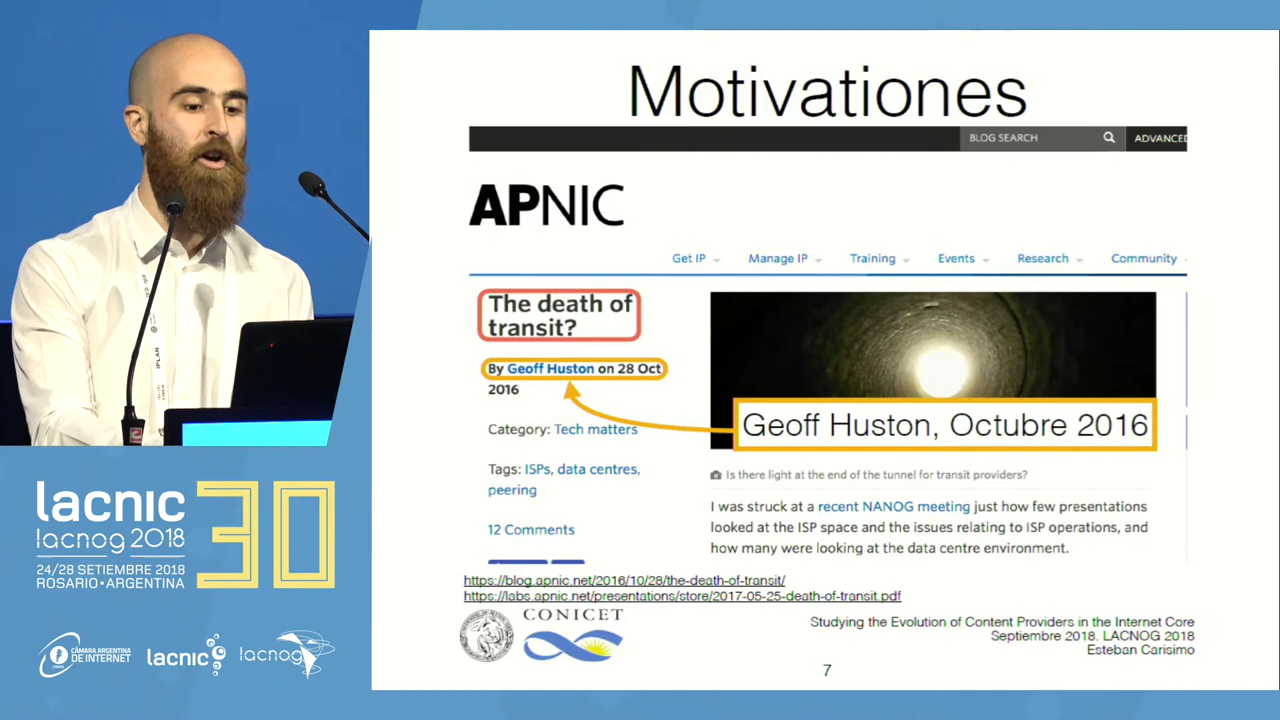 Motivationes
BLOG SEARCH
ADVANCED
APNIC
Get IP
Manage IP
Training
Events
Research
Community
The death of
transit?
By Geoff Huston on 28 Oct
2016
Category: Tech matters
Tags: ISPs, data centres,
peering
12 Comments
Geoff Huston, Octubre 2016
Is there light at the end of the tunnel for transit providers?
I was struck at a recent NANOG meeting just how few presentations
looked at the ISP space and the issues relating to ISP operations, and
how many were looking at the data centre environment.
https://blog.apnic.net/2016/10/28/the-death-of-transit/
https://labs.apnic.net/presentations/store/2017-05-25-death-of-transit.pdf
CONICET
Studying the Evolution of Content Providers in the Internet Core
Septiembre 2018. LACNOG 2018
Esteban Carisimo
7
IPLAN
lacnic 30
lacnog 2018
24/28 SETIEMBRE 2018
ROSARIO • ARGENTINA
CÁMARA ARGENTINA
DE INTERNET
lacnic
lacnog